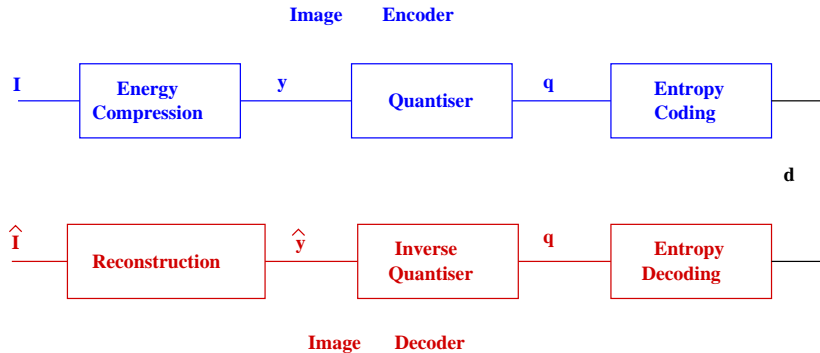 Image Encoder
I
Energy
Compression
y
Quantiser
q
Entropy
Coding
d
Î
Reconstruction
ŷ
Inverse
Quantiser
q
Entropy
Decoding
Image Decoder